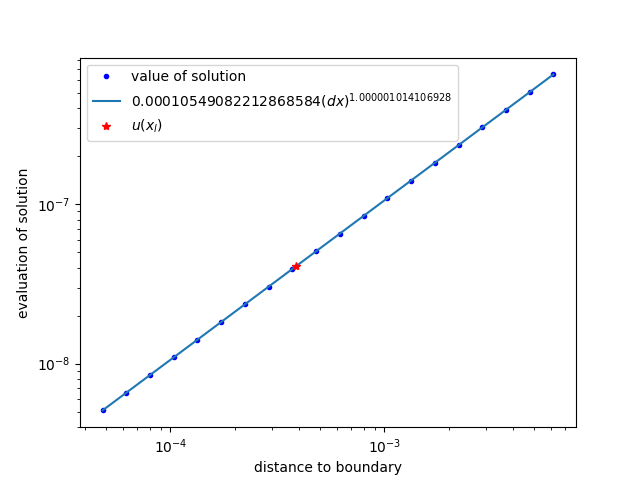 value of solution
0.00010549082212868584(dx)^1.000001014106928
u(x_l)
evaluation of solution
10^-7
10^-8
10^-4
10^-3
distance to boundary